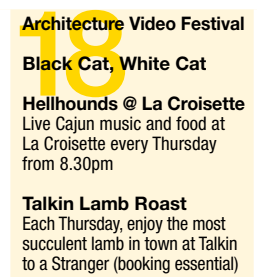 18
Architecture Video Festival
Black Cat, White Cat
Hellhounds @ La Croisette
Live Cajun music and food at
La Croisette every Thursday
from 8.30pm
Talkin Lamb Roast
Each Thursday, enjoy the most
succulent lamb in town at Talkin
to a Stranger (booking essential)